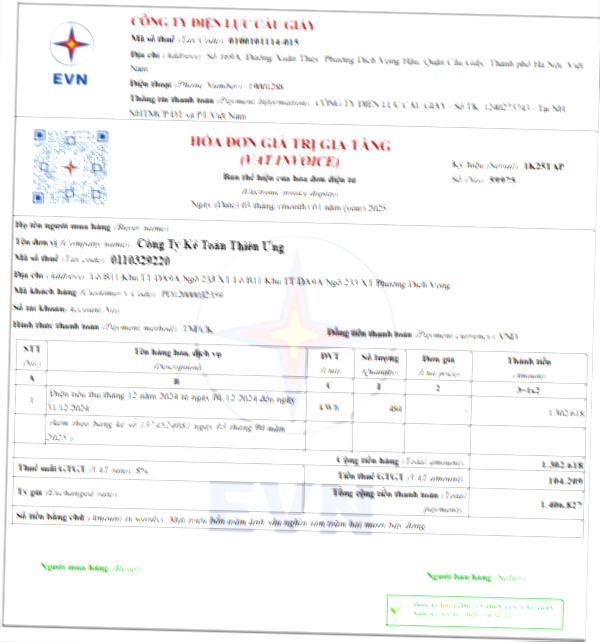 CÔNG TY ĐIỆN LỰC CẦU GIẤY
Mã số thuế (Tax Code): 0100101114-015
Địa chỉ (Address): Số 169A, Đường Xuân Thủy, Phường Dịch Vọng Hậu, Quận Cầu Giấy, Thành phố Hà Nội, Việt
Nam
Điện thoại (Phone Number): 19001288
Thông tin thanh toán (Payment Information): CÔNG TY ĐIỆN LỰC CẦU GIẤY - Số TK - Tại NH
NHTMCP ĐT và PT Việt Nam
EVN
HÓA ĐƠN GIÁ TRỊ GIA TĂNG
(VAT INVOICE)
Bản thể hiện của hóa đơn điện tử
(Electronic invoice display)
Ngày (Date) 03 tháng (month) 01 năm (year) 2025
Ký hiệu (Serial): 1K25TAP
Số (No): 59975
Họ tên người mua hàng (Buyer name):
Tên đơn vị (Company name): Công Ty Kế Toán Thiên Ưng
Mã số thuế (Tax code): 0110329220
Địa chỉ (Address): Lô B11 Khu TT DA9A Ngõ 233 XT Lô B11 Khu TT DA9A Ngõ 233 XT Phường Dịch Vọng
Mã khách hàng (Customer's Code):
Số tài khoản (Account No):
Hình thức thanh toán (Payment method): TM/CK
Đồng tiền thanh toán (Payment currency): VND
STT Tên hàng hóa, dịch vụ ĐVT Số lượng Đơn giá Thành tiền
(No.) (Description) (Unit) (Quantity) (Unit price) (Amount)
A B C 1 2 3=1x2
1 Điện tiêu thụ tháng 12 năm 2024 từ ngày 01/12/2024 đến ngày
31/12/2024 kWh 484 1.302.618
(kèm theo bảng kê số ngày 03 tháng 01 năm
2025)
Cộng tiền hàng (Total amount): 1.302.618
Thuế suất GTGT (VAT rate): 8% Tiền thuế GTGT (VAT amount): 104.209
Tỷ giá (Exchanged rate): Tổng cộng tiền thanh toán (Total
payment): 1.406.827
Số tiền bằng chữ (Amount in words): Một triệu bốn trăm linh sáu nghìn tám trăm hai mươi bảy đồng
EVN
Người mua hàng (Buyer)
Người bán hàng (Seller)
Được ký bởi CÔNG TY ĐIỆN LỰC CẦU GIẤY